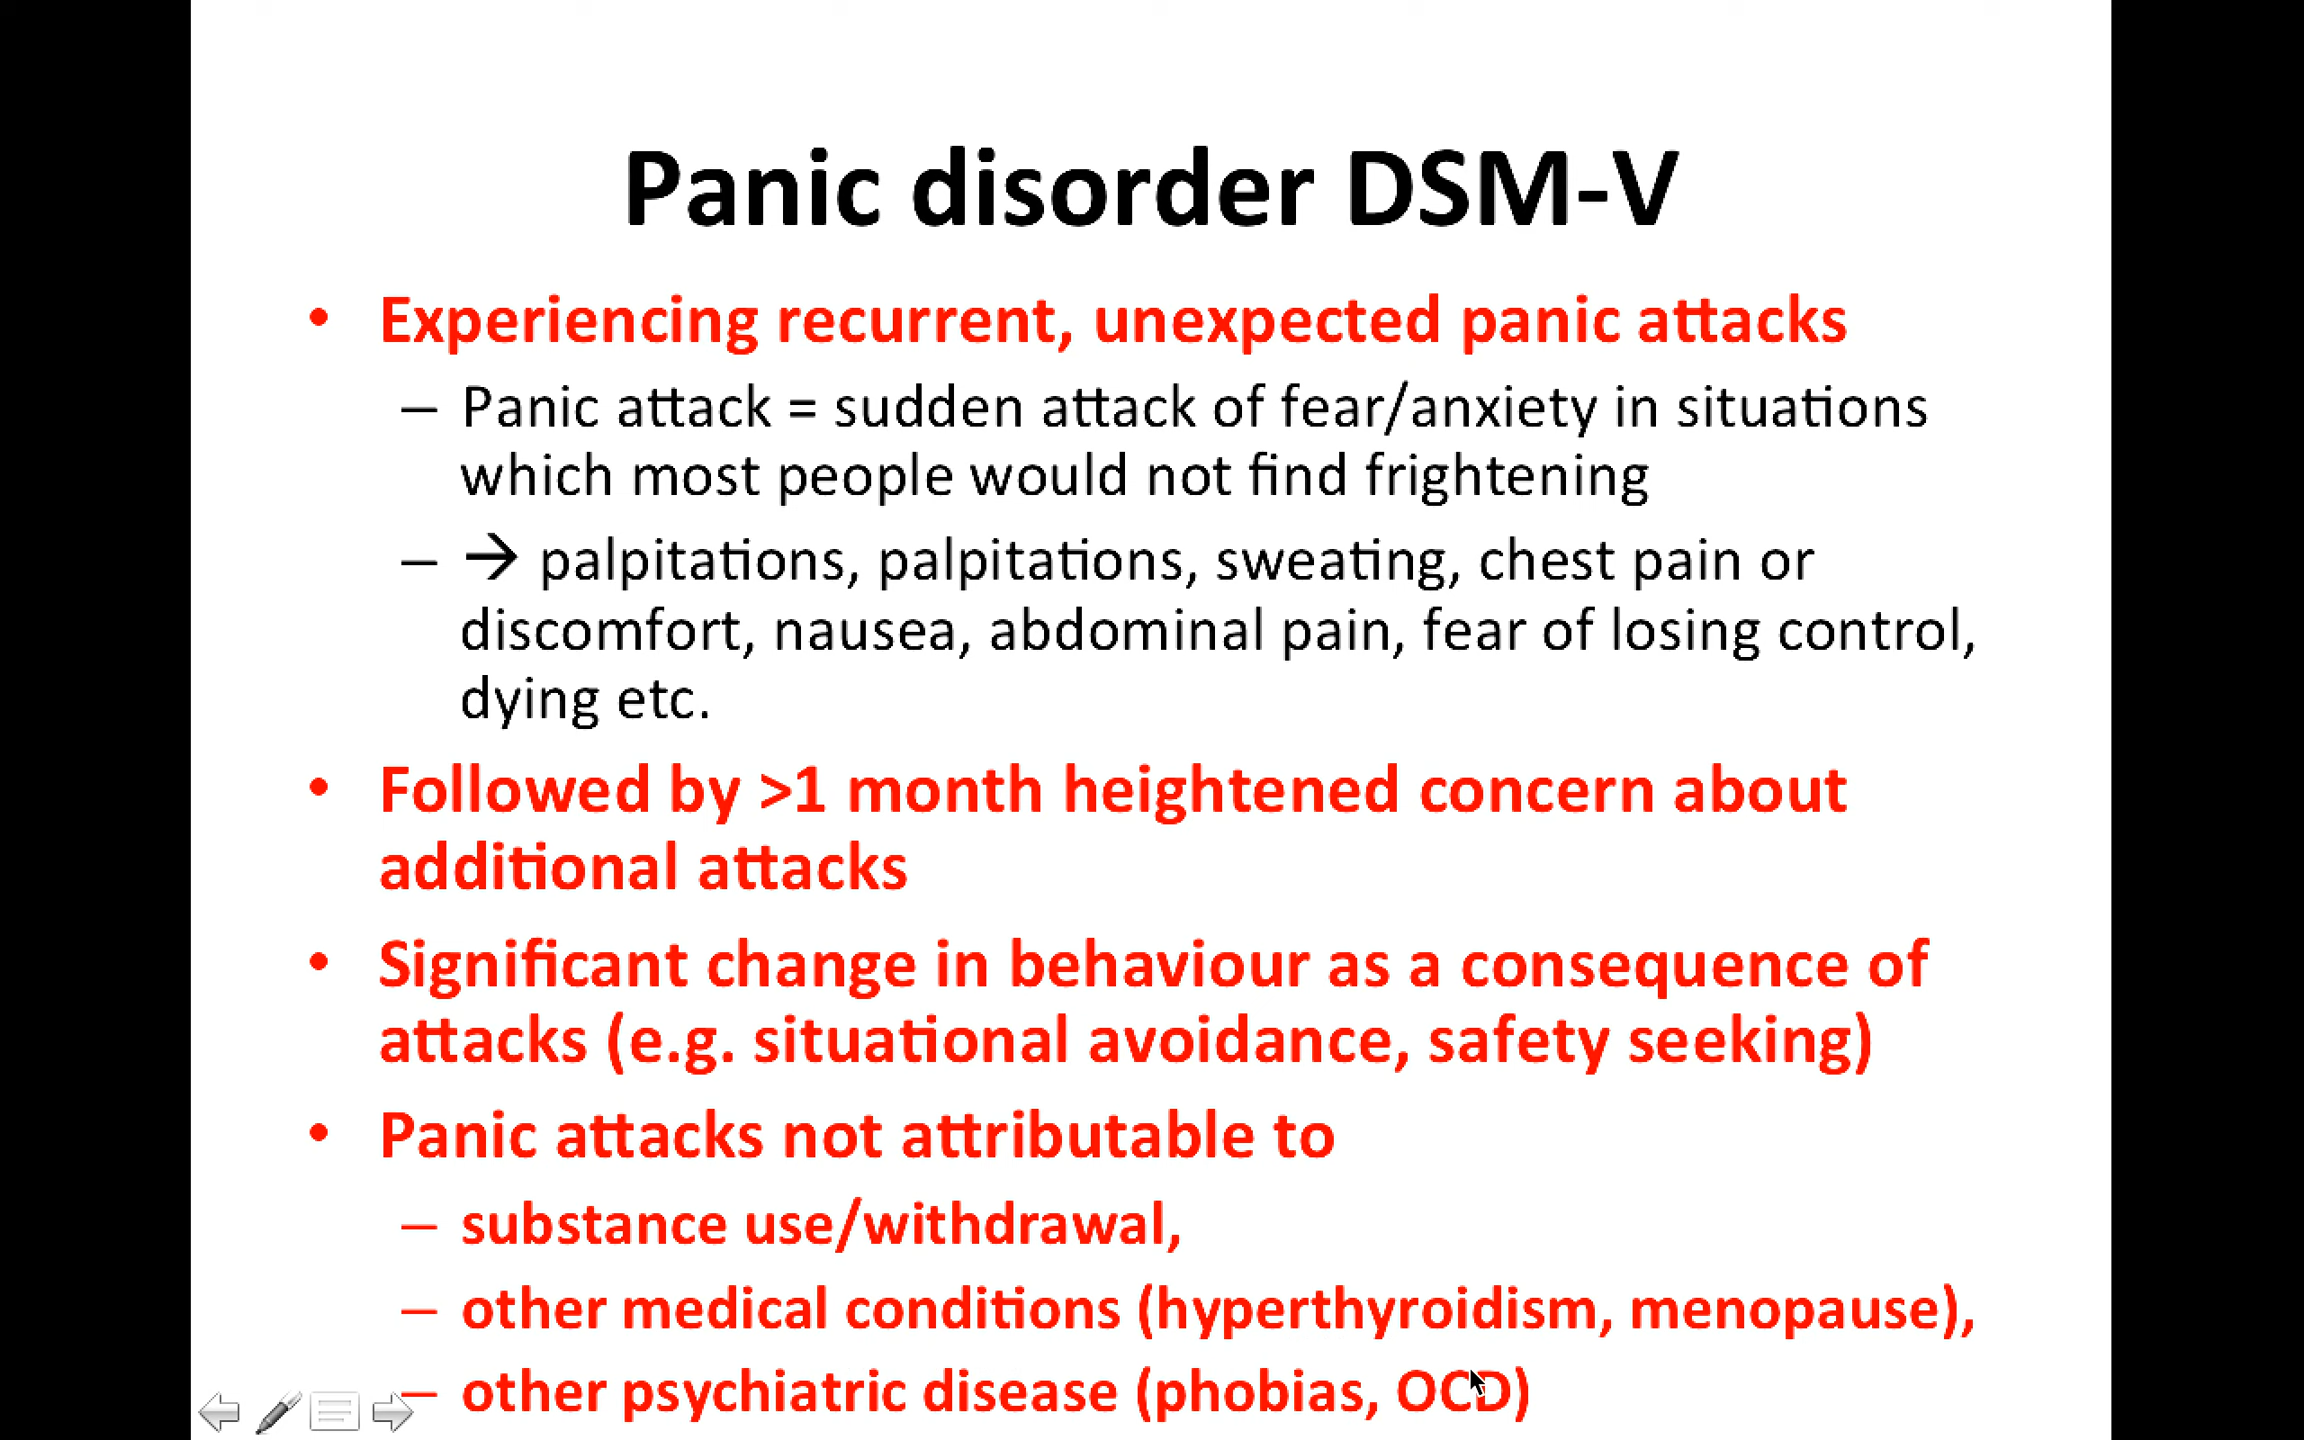 Panic disorder DSM-V
• Experiencing recurrent, unexpected panic attacks
– Panic attack = sudden attack of fear/anxiety in situations
which most people would not find frightening
– → palpitations, palpitations, sweating, chest pain or
discomfort, nausea, abdominal pain, fear of losing control,
dying etc.
• Followed by >1 month heightened concern about
additional attacks
• Significant change in behaviour as a consequence of
attacks (e.g. situational avoidance, safety seeking)
• Panic attacks not attributable to
– substance use/withdrawal,
– other medical conditions (hyperthyroidism, menopause),
– other psychiatric disease (phobias, OCD)